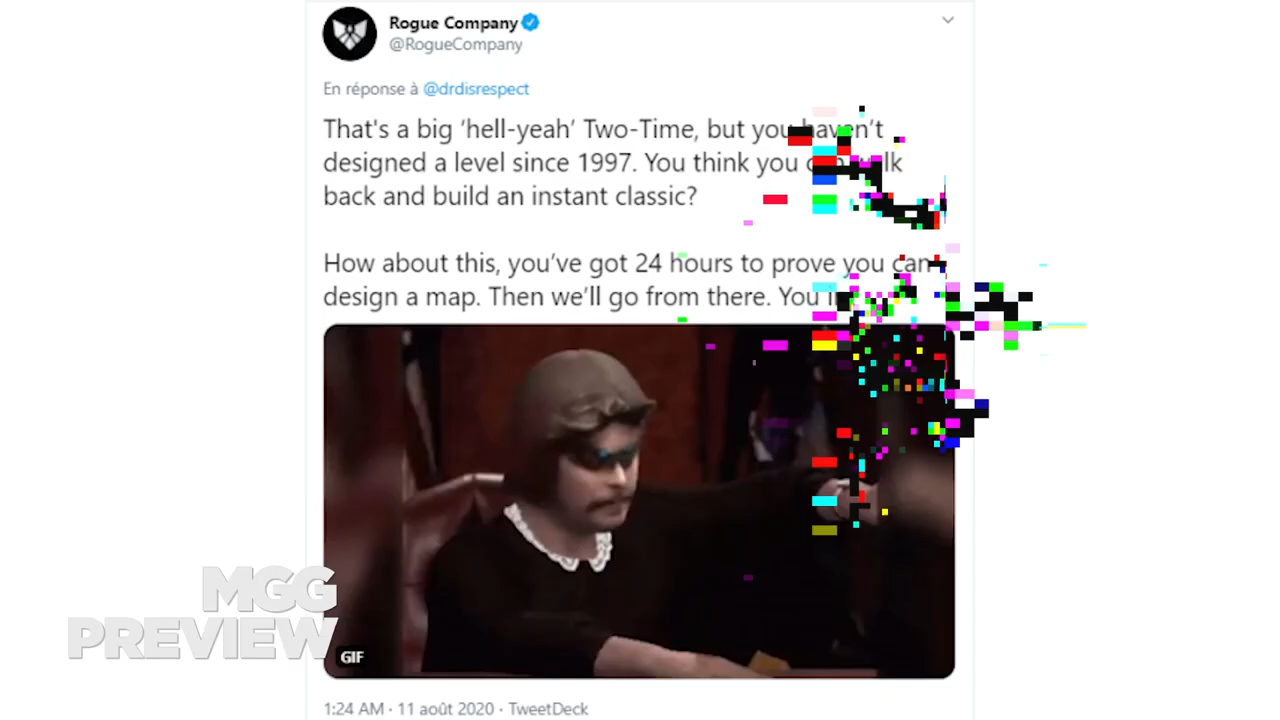 Rogue Company
@RogueCompany
En réponse à @drdisrespect
That's a big ‘hell-yeah’ Two-Time, but you haven’t
designed a level since 1997. You think you can walk
back and build an instant classic?
How about this, you’ve got 24 hours to prove you can
design a map. Then we’ll go from there. You
GIF
MGG
PREVIEW
1:24 AM · 11 août 2020 · TweetDeck